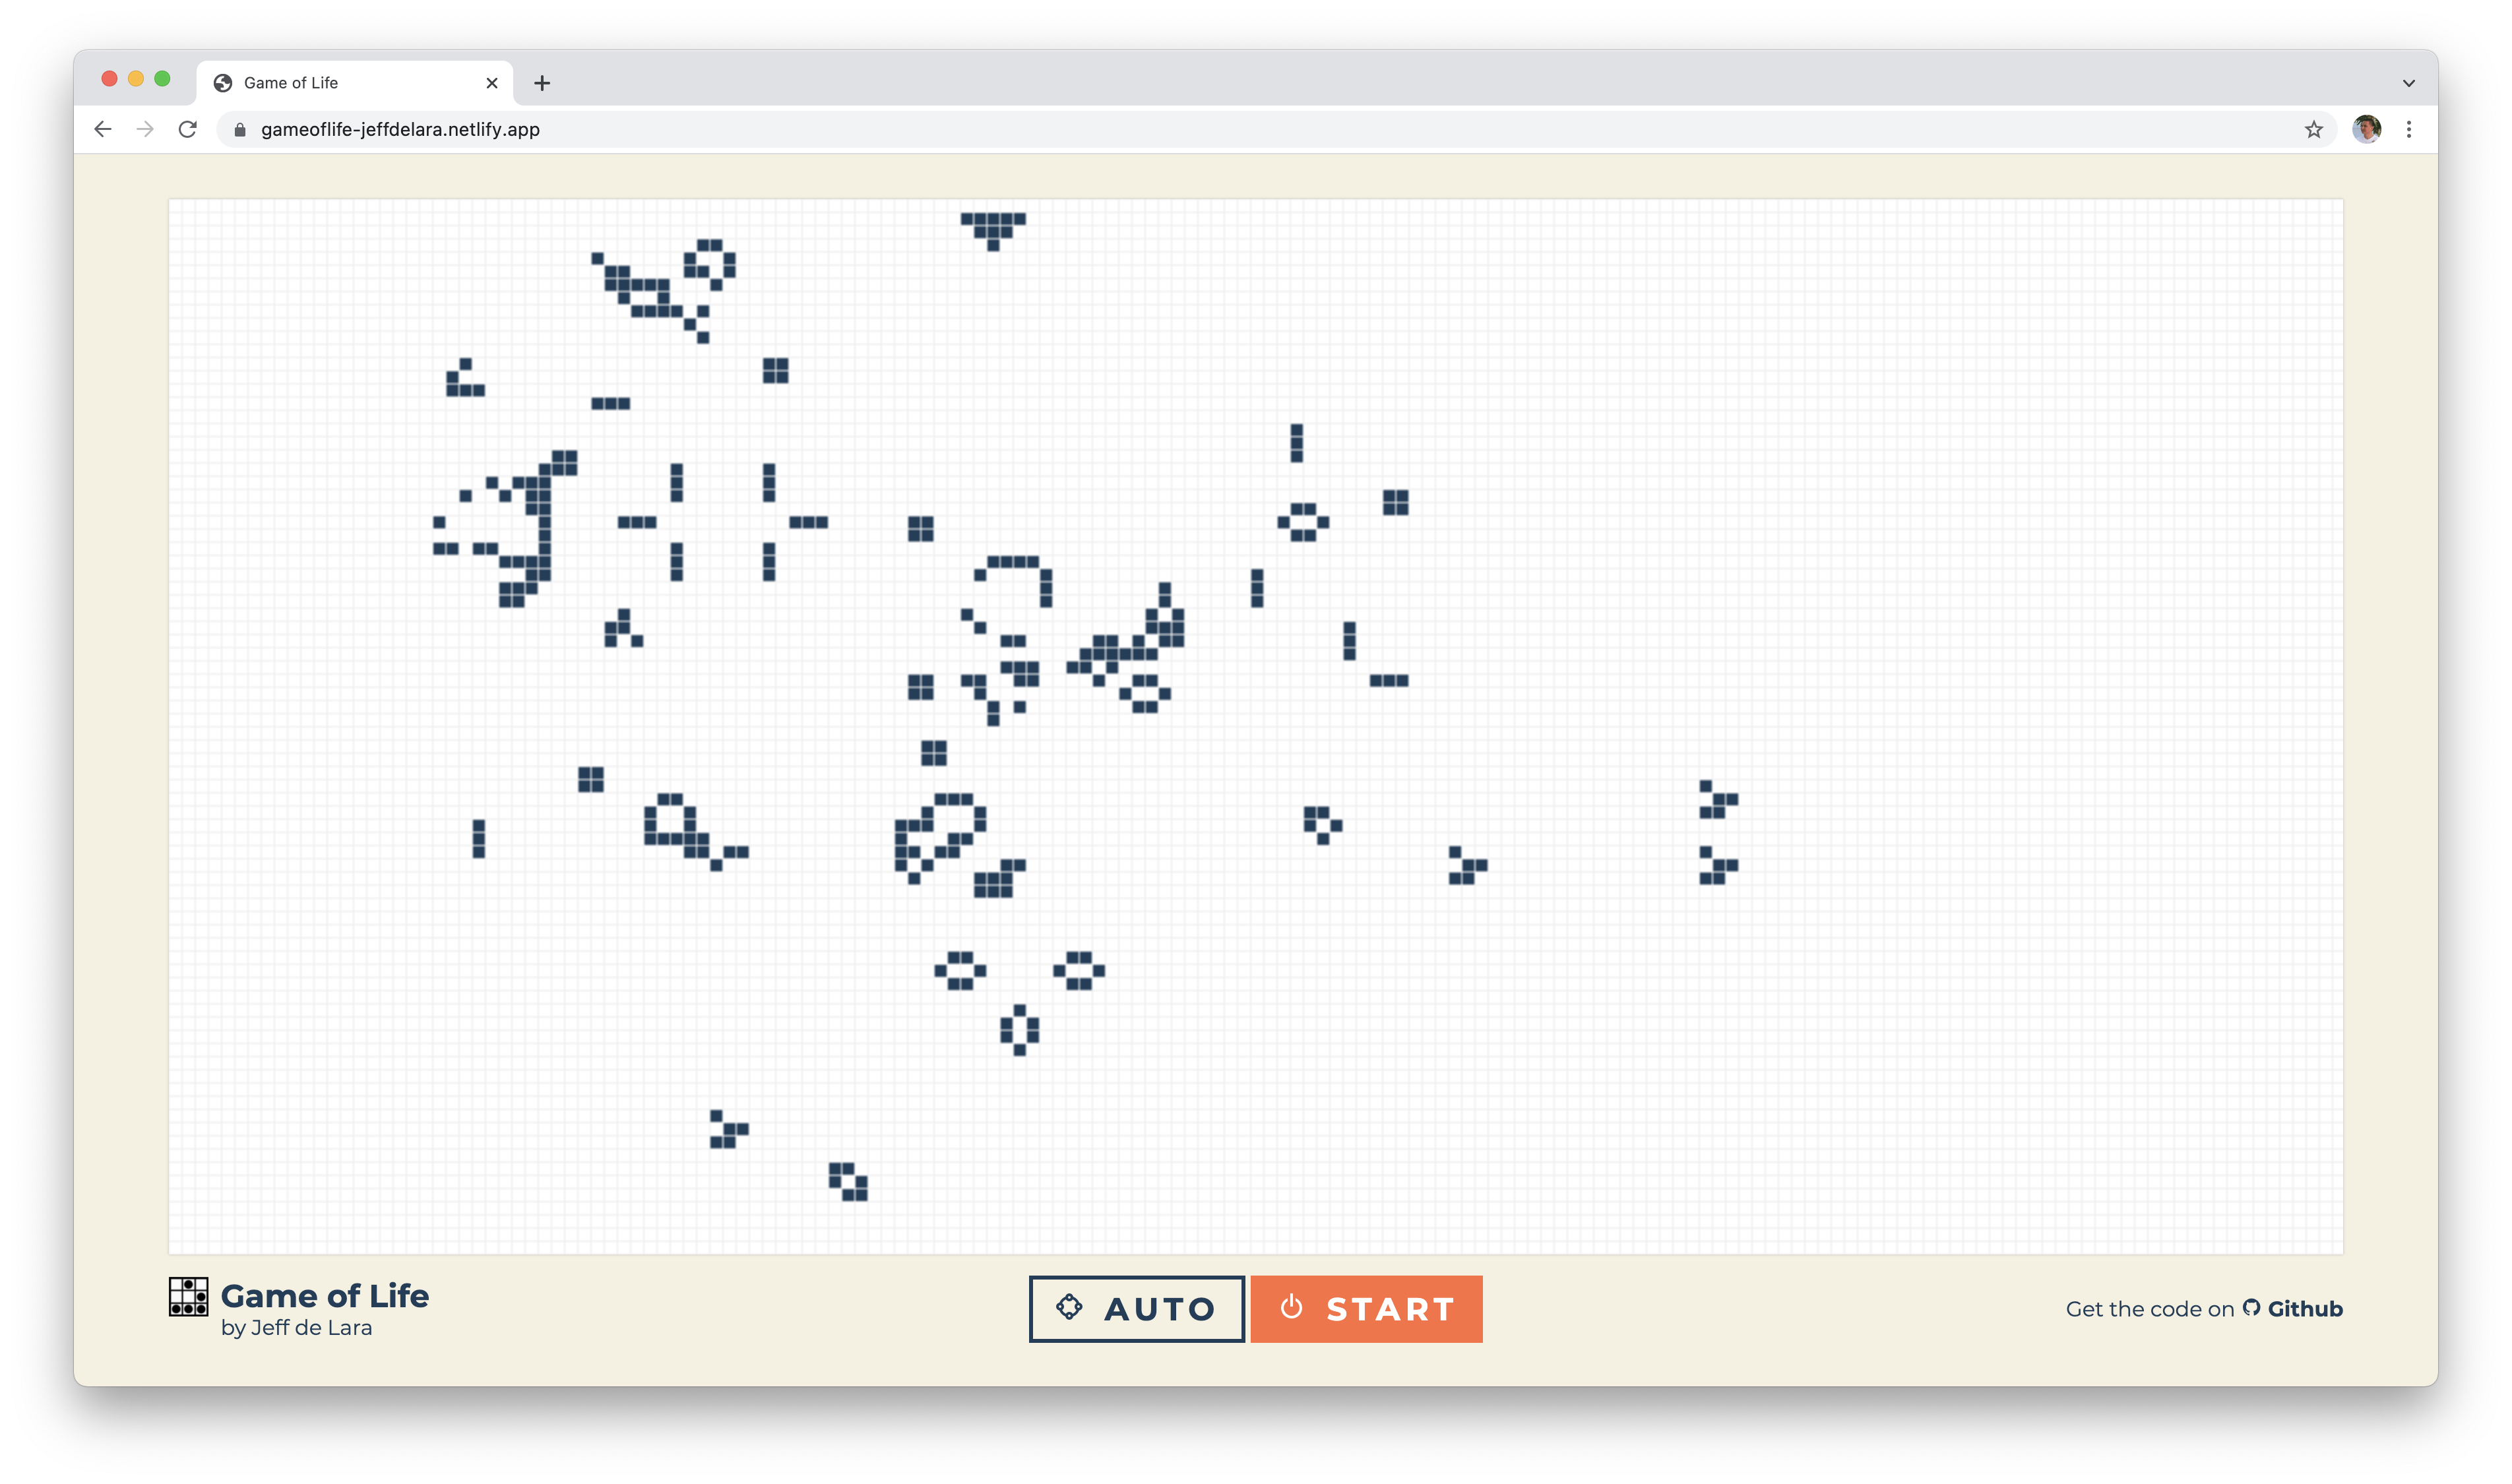 Game of Life
gameoflife-jeffdelara.netlify.app
Game of Life
by Jeff de Lara
AUTO
START
Get the code on Github